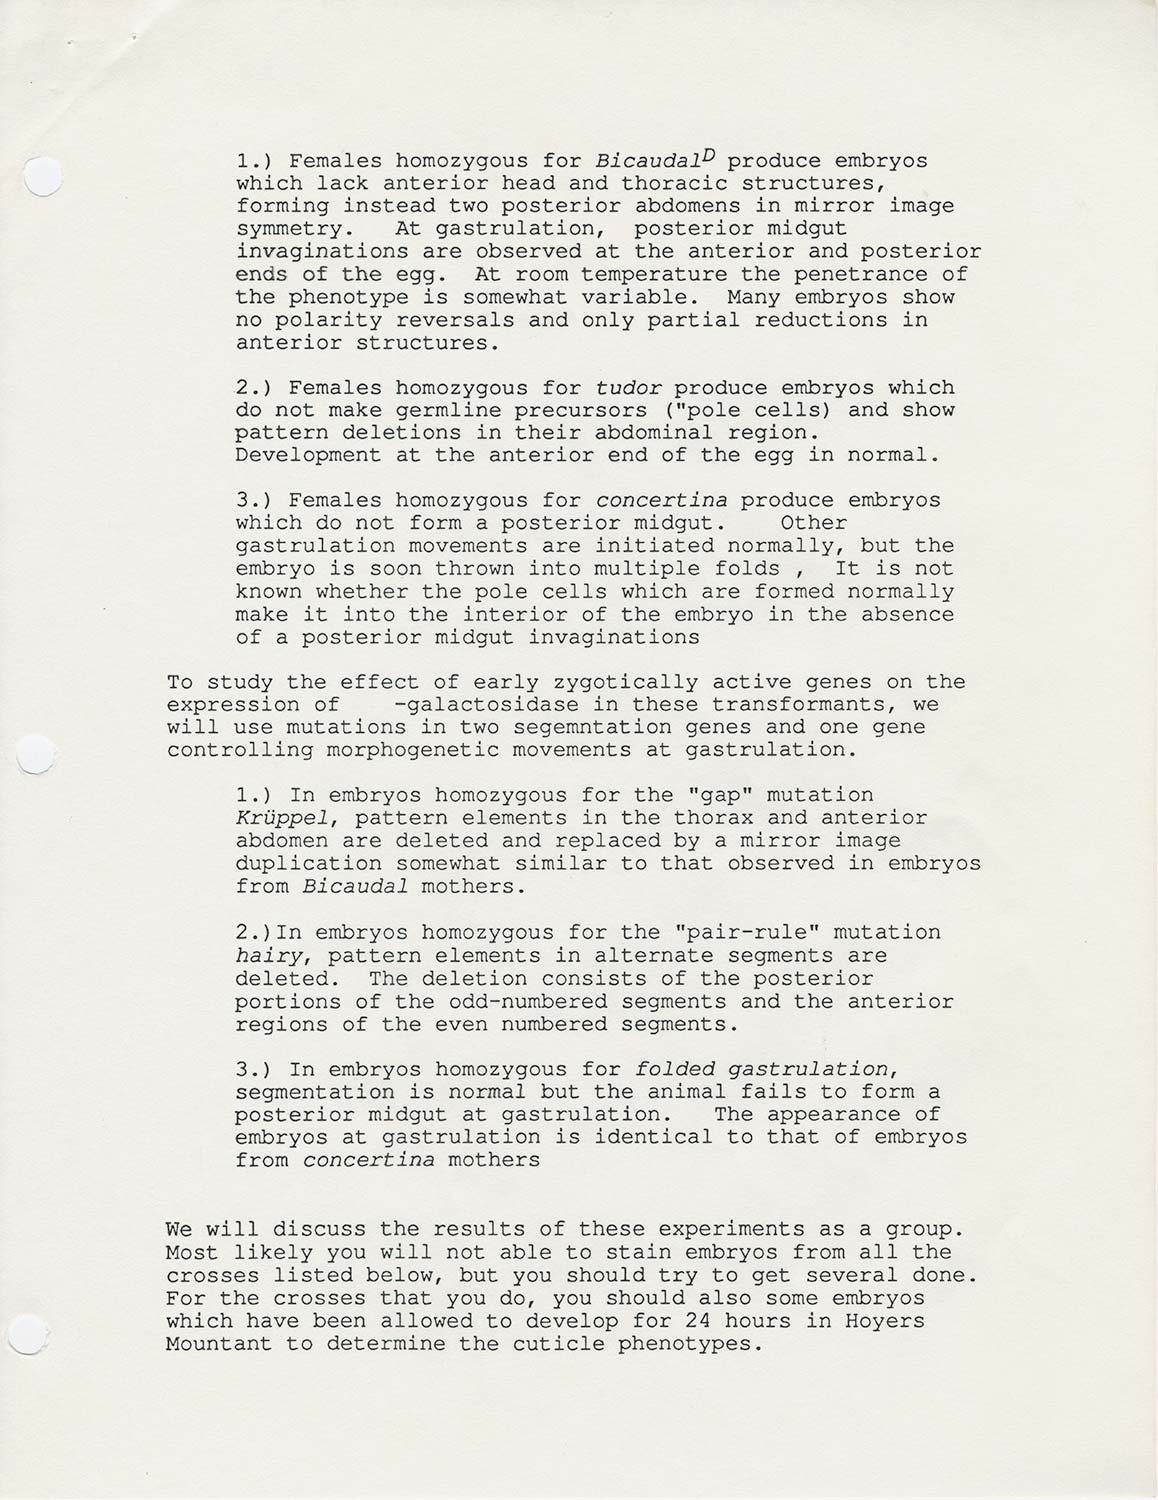 1.) Females homozygous for BicaudalD produce embryos
which lack anterior head and thoracic structures,
forming instead two posterior abdomens in mirror image
symmetry.   At gastrulation,  posterior midgut
invaginations are observed at the anterior and posterior
ends of the egg.  At room temperature the penetrance of
the phenotype is somewhat variable.  Many embryos show
no polarity reversals and only partial reductions in
anterior structures.
2.) Females homozygous for tudor produce embryos which
do not make germline precursors ("pole cells) and show
pattern deletions in their abdominal region.
Development at the anterior end of the egg in normal.
3.) Females homozygous for concertina produce embryos
which do not form a posterior midgut.    Other
gastrulation movements are initiated normally, but the
embryo is soon thrown into multiple folds ,  It is not
known whether the pole cells which are formed normally
make it into the interior of the embryo in the absence
of a posterior midgut invaginations
To study the effect of early zygotically active genes on the
expression of    -galactosidase in these transformants, we
will use mutations in two segemntation genes and one gene
controlling morphogenetic movements at gastrulation.
1.) In embryos homozygous for the "gap" mutation
Krüppel, pattern elements in the thorax and anterior
abdomen are deleted and replaced by a mirror image
duplication somewhat similar to that observed in embryos
from Bicaudal mothers.
2.)In embryos homozygous for the "pair-rule" mutation
hairy, pattern elements in alternate segments are
deleted.  The deletion consists of the posterior
portions of the odd-numbered segments and the anterior
regions of the even numbered segments.
3.) In embryos homozygous for folded gastrulation,
segmentation is normal but the animal fails to form a
posterior midgut at gastrulation.   The appearance of
embryos at gastrulation is identical to that of embryos
from concertina mothers
We will discuss the results of these experiments as a group.
Most likely you will not able to stain embryos from all the
crosses listed below, but you should try to get several done.
For the crosses that you do, you should also some embryos
which have been allowed to develop for 24 hours in Hoyers
Mountant to determine the cuticle phenotypes.